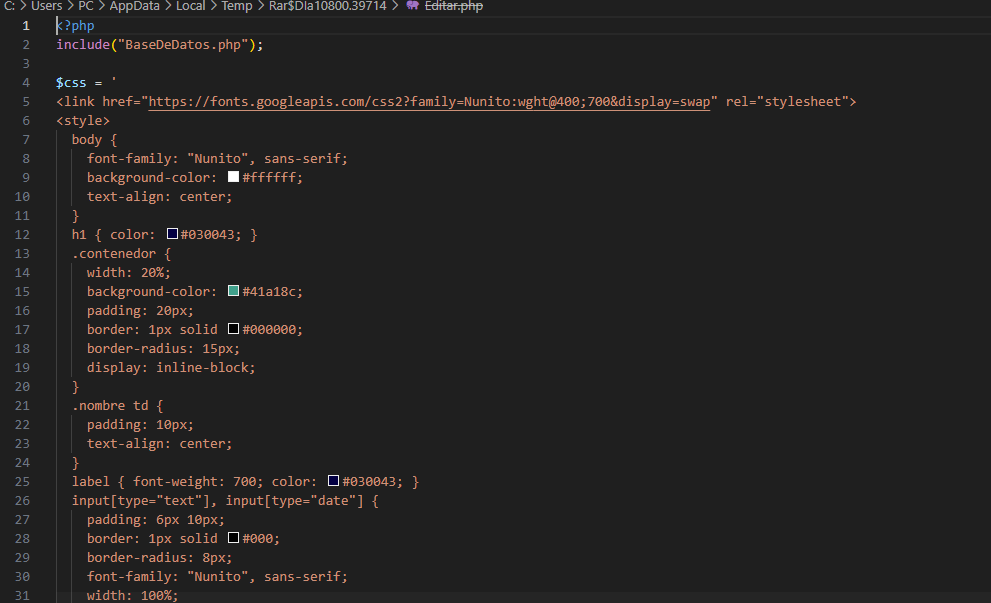 C: > Users > PC > AppData > Local > Temp > Rar$DIa10800.39714 > Editar.php
1 <?php
2 include("BaseDeDatos.php");
3
4 $css = '
5 <link href="https://fonts.googleapis.com/css2?family=Nunito:wght@400;700&display=swap" rel="stylesheet">
6 <style>
7 body {
8 font-family: "Nunito", sans-serif;
9 background-color: #ffffff;
10 text-align: center;
11 }
12 h1 { color: #030043; }
13 .contenedor {
14 width: 20%;
15 background-color: #41a18c;
16 padding: 20px;
17 border: 1px solid #000000;
18 border-radius: 15px;
19 display: inline-block;
20 }
21 .nombre td {
22 padding: 10px;
23 text-align: center;
24 }
25 label { font-weight: 700; color: #030043; }
26 input[type="text"], input[type="date"] {
27 padding: 6px 10px;
28 border: 1px solid #000;
29 border-radius: 8px;
30 font-family: "Nunito", sans-serif;
31 width: 100%;